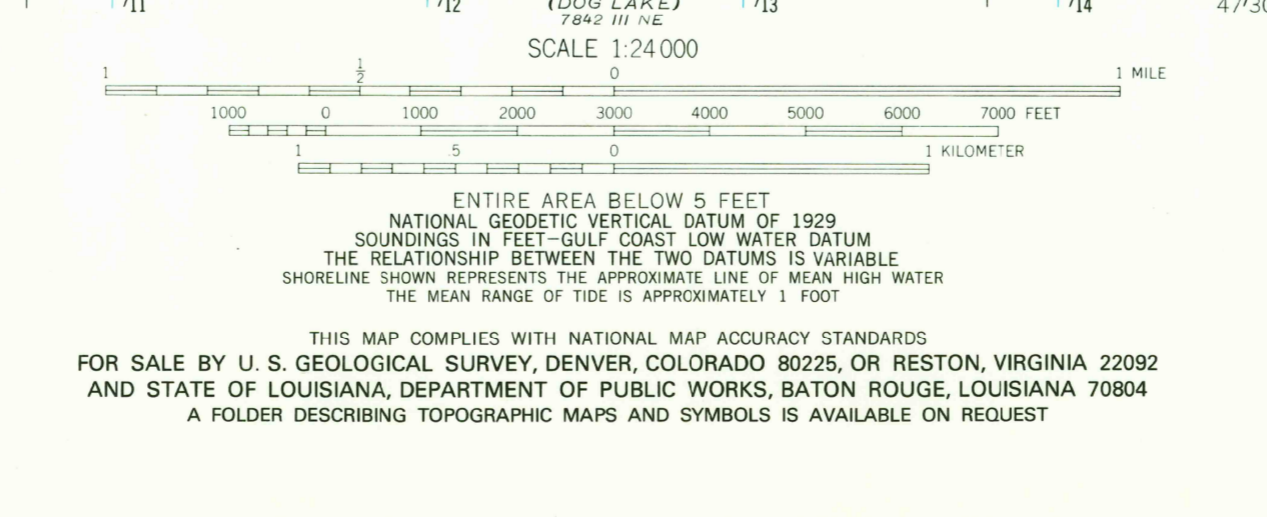 ⁷11 ⁷12 (DOG LAKE) ⁷13 ⁷14 47′30
7842 III NE
SCALE 1:24 000
1 ½ 0 1 MILE
1000 0 1000 2000 3000 4000 5000 6000 7000 FEET
1 .5 0 1 KILOMETER
ENTIRE AREA BELOW 5 FEET
NATIONAL GEODETIC VERTICAL DATUM OF 1929
SOUNDINGS IN FEET–GULF COAST LOW WATER DATUM
THE RELATIONSHIP BETWEEN THE TWO DATUMS IS VARIABLE
SHORELINE SHOWN REPRESENTS THE APPROXIMATE LINE OF MEAN HIGH WATER
THE MEAN RANGE OF TIDE IS APPROXIMATELY 1 FOOT
THIS MAP COMPLIES WITH NATIONAL MAP ACCURACY STANDARDS
FOR SALE BY U. S. GEOLOGICAL SURVEY, DENVER, COLORADO 80225, OR RESTON, VIRGINIA 22092
AND STATE OF LOUISIANA, DEPARTMENT OF PUBLIC WORKS, BATON ROUGE, LOUISIANA 70804
A FOLDER DESCRIBING TOPOGRAPHIC MAPS AND SYMBOLS IS AVAILABLE ON REQUEST